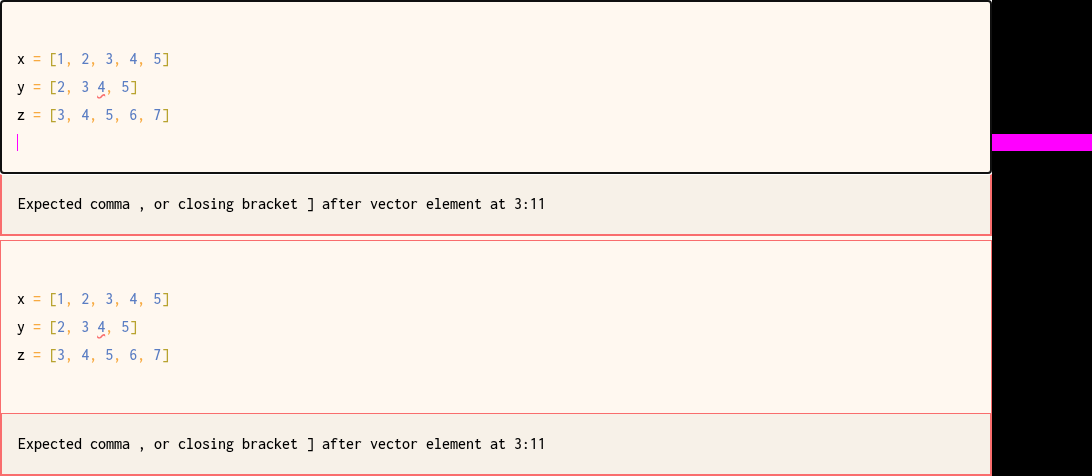 x = [1, 2, 3, 4, 5]
y = [2, 3 4, 5]
z = [3, 4, 5, 6, 7]
Expected comma , or closing bracket ] after vector element at 3:11
x = [1, 2, 3, 4, 5]
y = [2, 3 4, 5]
z = [3, 4, 5, 6, 7]
Expected comma , or closing bracket ] after vector element at 3:11